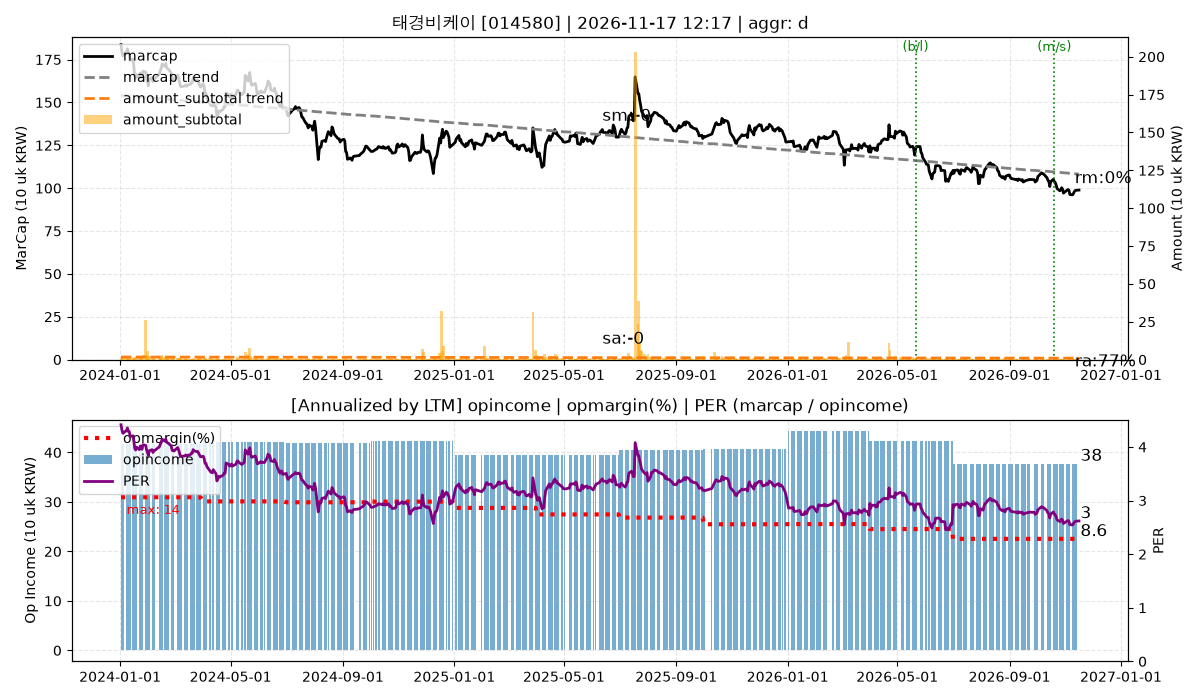 태경비케이 [014580] | 2026-11-17 12:17 | aggr: d
(b/l)
(m/s)
marcap
marcap trend
amount_subtotal trend
amount_subtotal
sm:-0
sa:-0
rm:0%
ra:77%
MarCap (10 uk KRW)
Amount (10 uk KRW)
175
150
125
100
75
50
25
0
200
175
150
125
100
75
50
25
0
2024-01-01
2024-05-01
2024-09-01
2025-01-01
2025-05-01
2025-09-01
2026-01-01
2026-05-01
2026-09-01
2027-01-01
[Annualized by LTM] opincome | opmargin(%) | PER (marcap / opincome)
opmargin(%)
opincome
PER
max: 14
38
3
8.6
Op Income (10 uk KRW)
PER
40
30
20
10
0
4
3
2
1
0
2024-01-01
2024-05-01
2024-09-01
2025-01-01
2025-05-01
2025-09-01
2026-01-01
2026-05-01
2026-09-01
2027-01-01